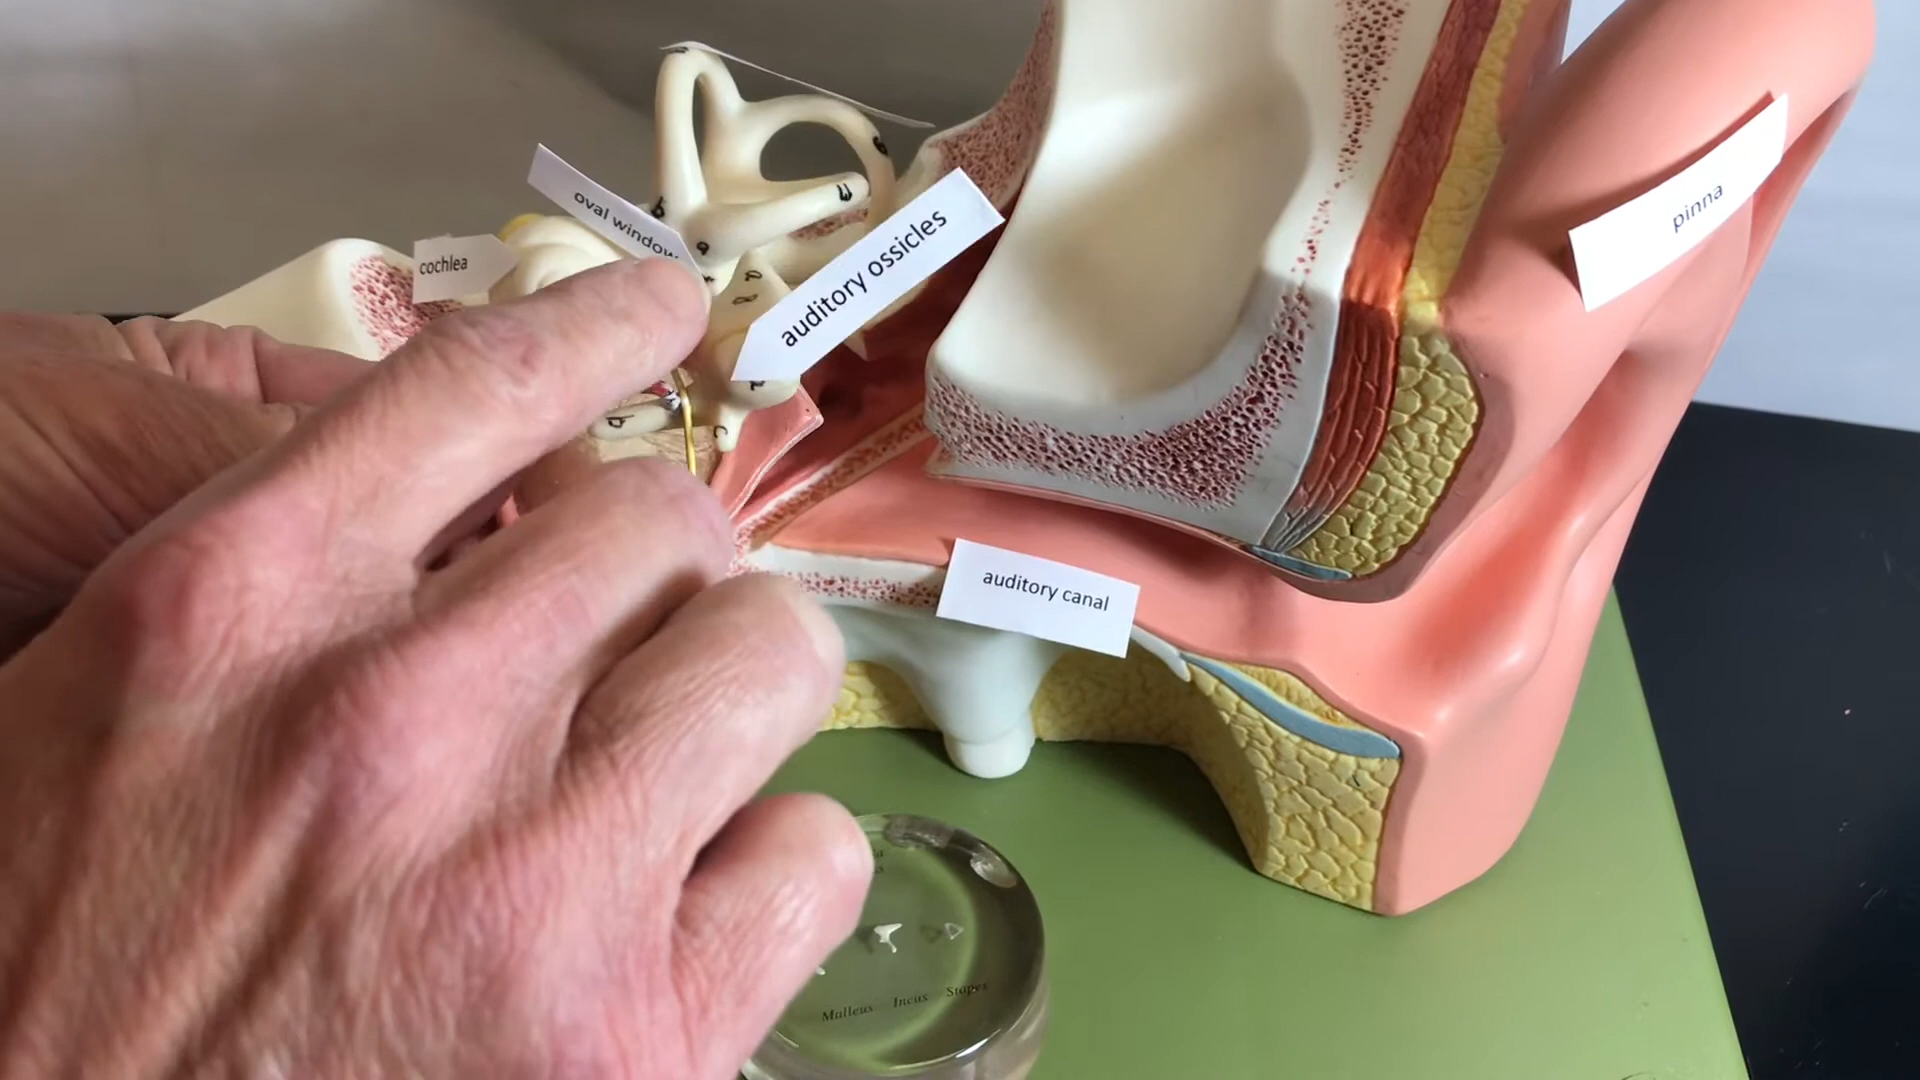 oval window
cochlea
auditory ossicles
pinna
b
a
d
c
auditory canal
Malleus Incus Stapes